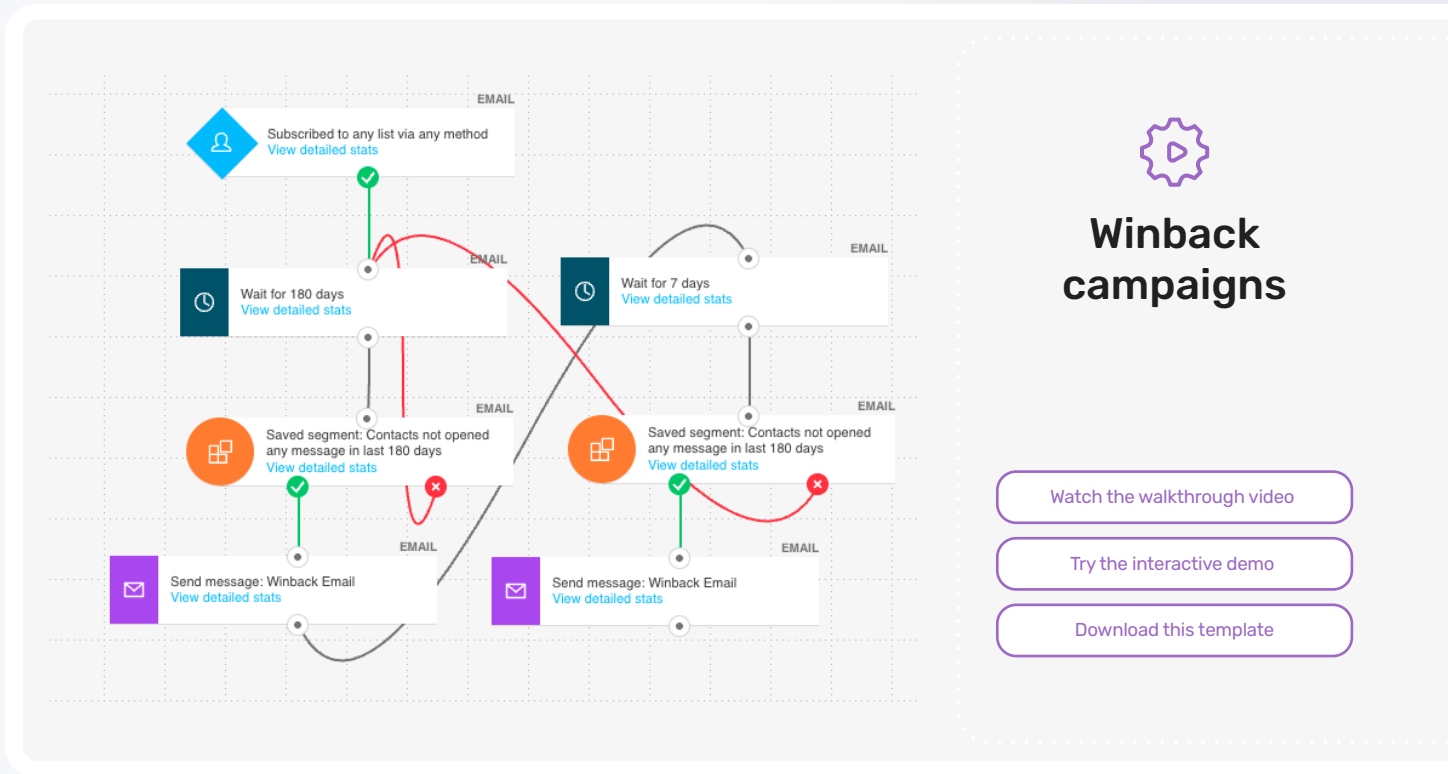 EMAIL
Subscribed to any list via any method
View detailed stats
EMAIL
Wait for 180 days
View detailed stats
EMAIL
Saved segment: Contacts not opened
any message in last 180 days
View detailed stats
EMAIL
Send message: Winback Email
View detailed stats
EMAIL
Wait for 7 days
View detailed stats
EMAIL
Saved segment: Contacts not opened
any message in last 180 days
View detailed stats
EMAIL
Send message: Winback Email
View detailed stats
Winback
campaigns
Watch the walkthrough video
Try the interactive demo
Download this template